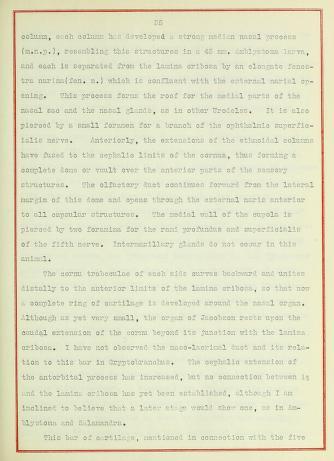 25
column, each column has developed a strong median nasal process
(m.n.p.), resembling this structures in a 45 mm. Amblystoma larva,
and each is separated from the lamina cribosa by an elongate fenes-
tra narina(fen. n.) which is confluent with the external narial op-
ening. This process forms the roof for the medial parts of the
nasal sac and the nasal glands, as in other Urodeles. It is also
pierced by a small foramen for a branch of the ophthalmic superfic-
ialis nerve. Anteriorly, the extensions of the ethmoidal columns
have fused to the cephalic limits of the cornua, thus forming a
complete dome or vault over the anterior parts of the sensory
structures. The olfactory duct continues forward from the lateral
margin of this dome and opens through the external naris anterior
to all capsular structures. The medial wall of the cupola is
pierced by two foramina for the rami profundus and superficialis
of the fifth nerve. Intermaxillary glands do not occur in this
animal.
The cornu trabeculae of each side curves backward and unites
distally to the anterior limits of the lamina cribosa, so that now
a complete ring of cartilage is developed around the nasal organ.
Although as yet very small, the organ of Jacobson rests upon the
caudal extension of the cornu beyond its junction with the lamina
cribosa. I have not observed the naso-lacrimal duct and its rela-
tion to this bar in Cryptobranchus. The cephalic extension of
the antorbital process has increased, but no connection between it
and the lamina cribosa has yet been established, although I am
inclined to believe that a later stage would show one, as in Am-
blystoma and Salamandra.
This bar of cartilage, mentioned in connection with the five